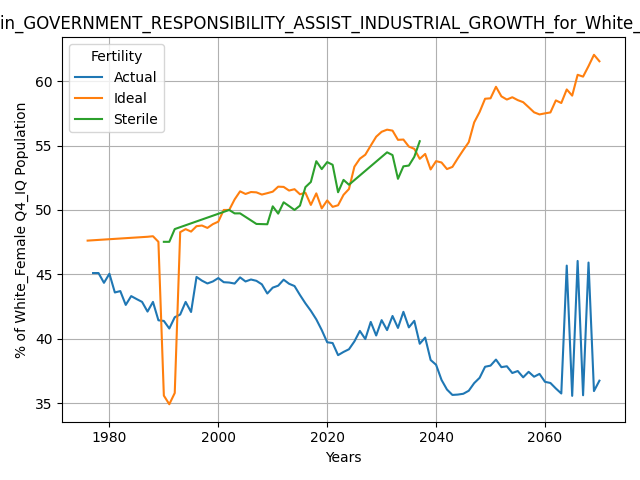 in_GOVERNMENT_RESPONSIBILITY_ASSIST_INDUSTRIAL_GROWTH_for_White_
Fertility
Actual
Ideal
Sterile
% of White_Female Q4_IQ Population
60
55
50
45
40
35
1980
2000
2020
2040
2060
Years